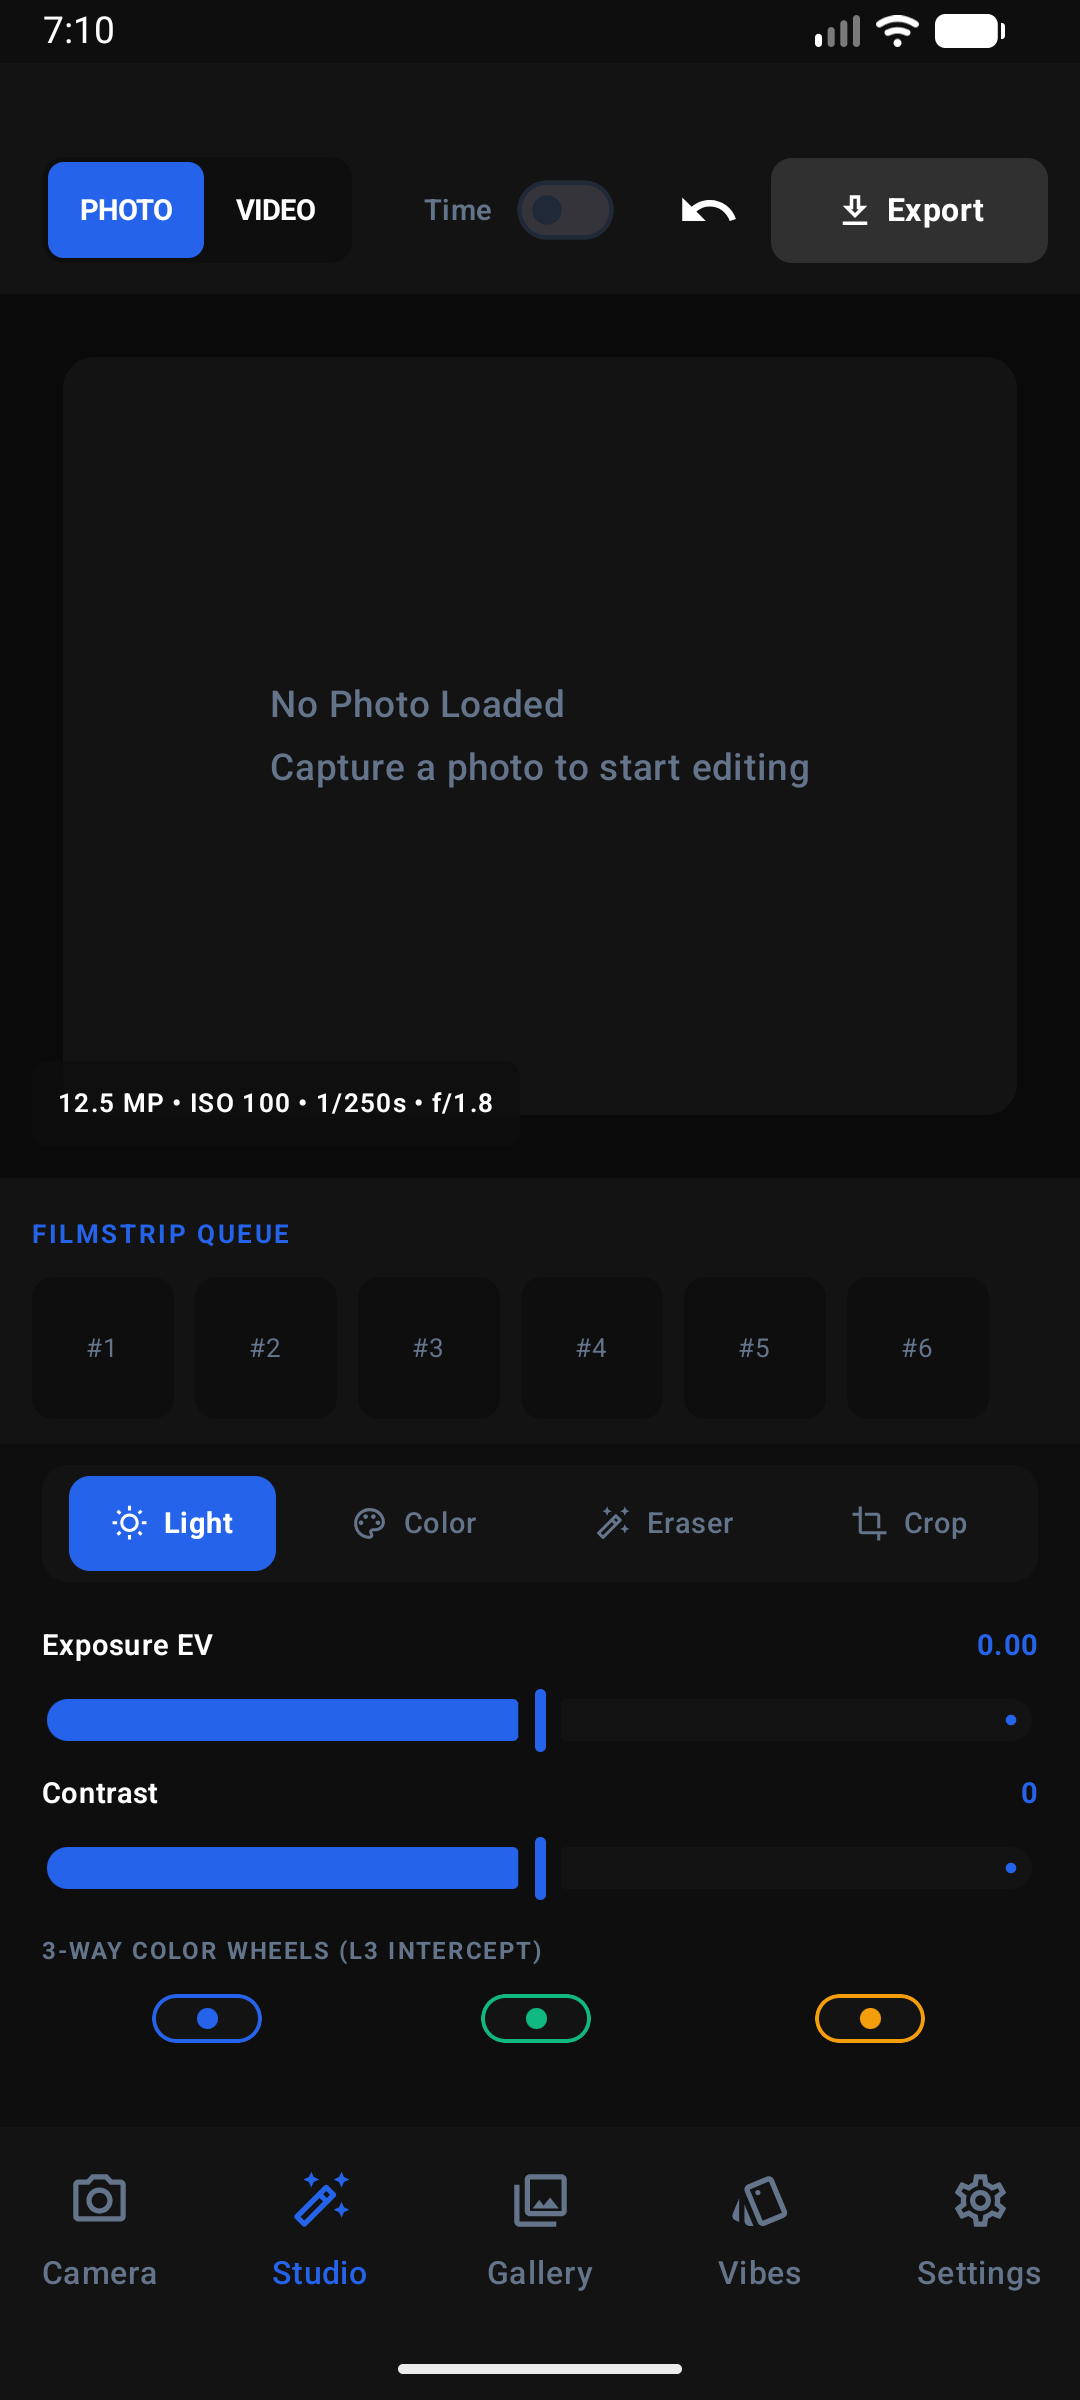 7:10
PHOTO
VIDEO
Time
Export
No Photo Loaded
Capture a photo to start editing
12.5 MP • ISO 100 • 1/250s • f/1.8
FILMSTRIP QUEUE
#1
#2
#3
#4
#5
#6
Light
Color
Eraser
Crop
Exposure EV
0.00
Contrast
0
3-WAY COLOR WHEELS (L3 INTERCEPT)
Camera
Studio
Gallery
Vibes
Settings